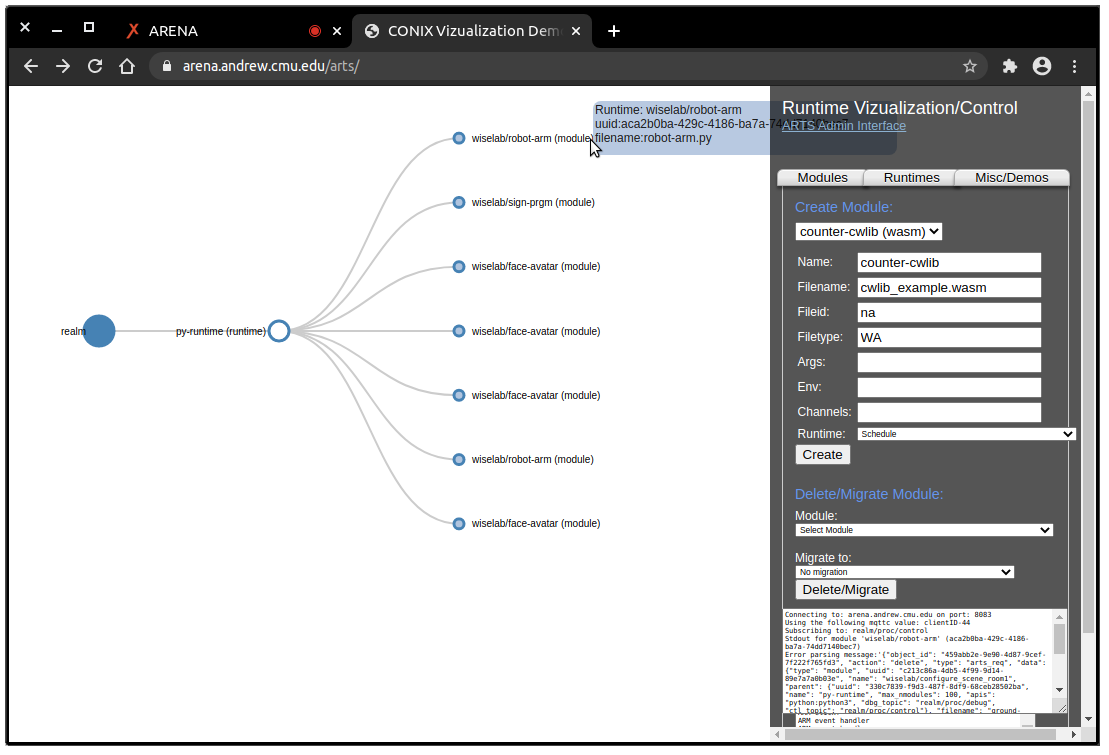 ARENA
CONIX Vizualization Dem
arena.andrew.cmu.edu/arts/
Runtime: wiselab/robot-arm
uuid:aca2b0ba-429c-4186-ba7a-74
filename:robot-arm.py
wiselab/robot-arm (module)
wiselab/sign-prgm (module)
wiselab/face-avatar (module)
realm
py-runtime (runtime)
wiselab/face-avatar (module)
wiselab/face-avatar (module)
wiselab/robot-arm (module)
wiselab/face-avatar (module)
Runtime Vizualization/Control
ARTS Admin Interface
Modules Runtimes Misc/Demos
Create Module:
counter-cwlib (wasm)
Name: counter-cwlib
Filename: cwlib_example.wasm
Fileid: na
Filetype: WA
Args:
Env:
Channels:
Runtime: Schedule
Create
Delete/Migrate Module:
Module:
Select Module
Migrate to:
No migration
Delete/Migrate
Connecting to: arena.andrew.cmu.edu on port: 8083
Using the following mqttc value: clientID-44
Subscribing to: realm/proc/control
Stdout for module 'wiselab/robot-arm' (aca2b0ba-429c-4186-
ba7a-74dd7140bec7)
Error parsing message:'{"object_id": "459abb2e-9e90-4d87-9cef-
7f222f765fd3", "action": "delete", "type": "arts_req", "data":
{"type": "module", "uuid": "c213c86a-4db5-4f99-9d14-
89e7a7a0b03e", "name": "wiselab/configure_scene_room1",
"parent": {"uuid": "330c7839-f9d3-487f-8df9-68ceb28502ba",
"name": "py-runtime", "max_nmodules": 100, "apis":
"python:python3", "dbg_topic": "realm/proc/debug",
"ctl_topic": "realm/proc/control"}, "filename": "ground-
ARM event handler